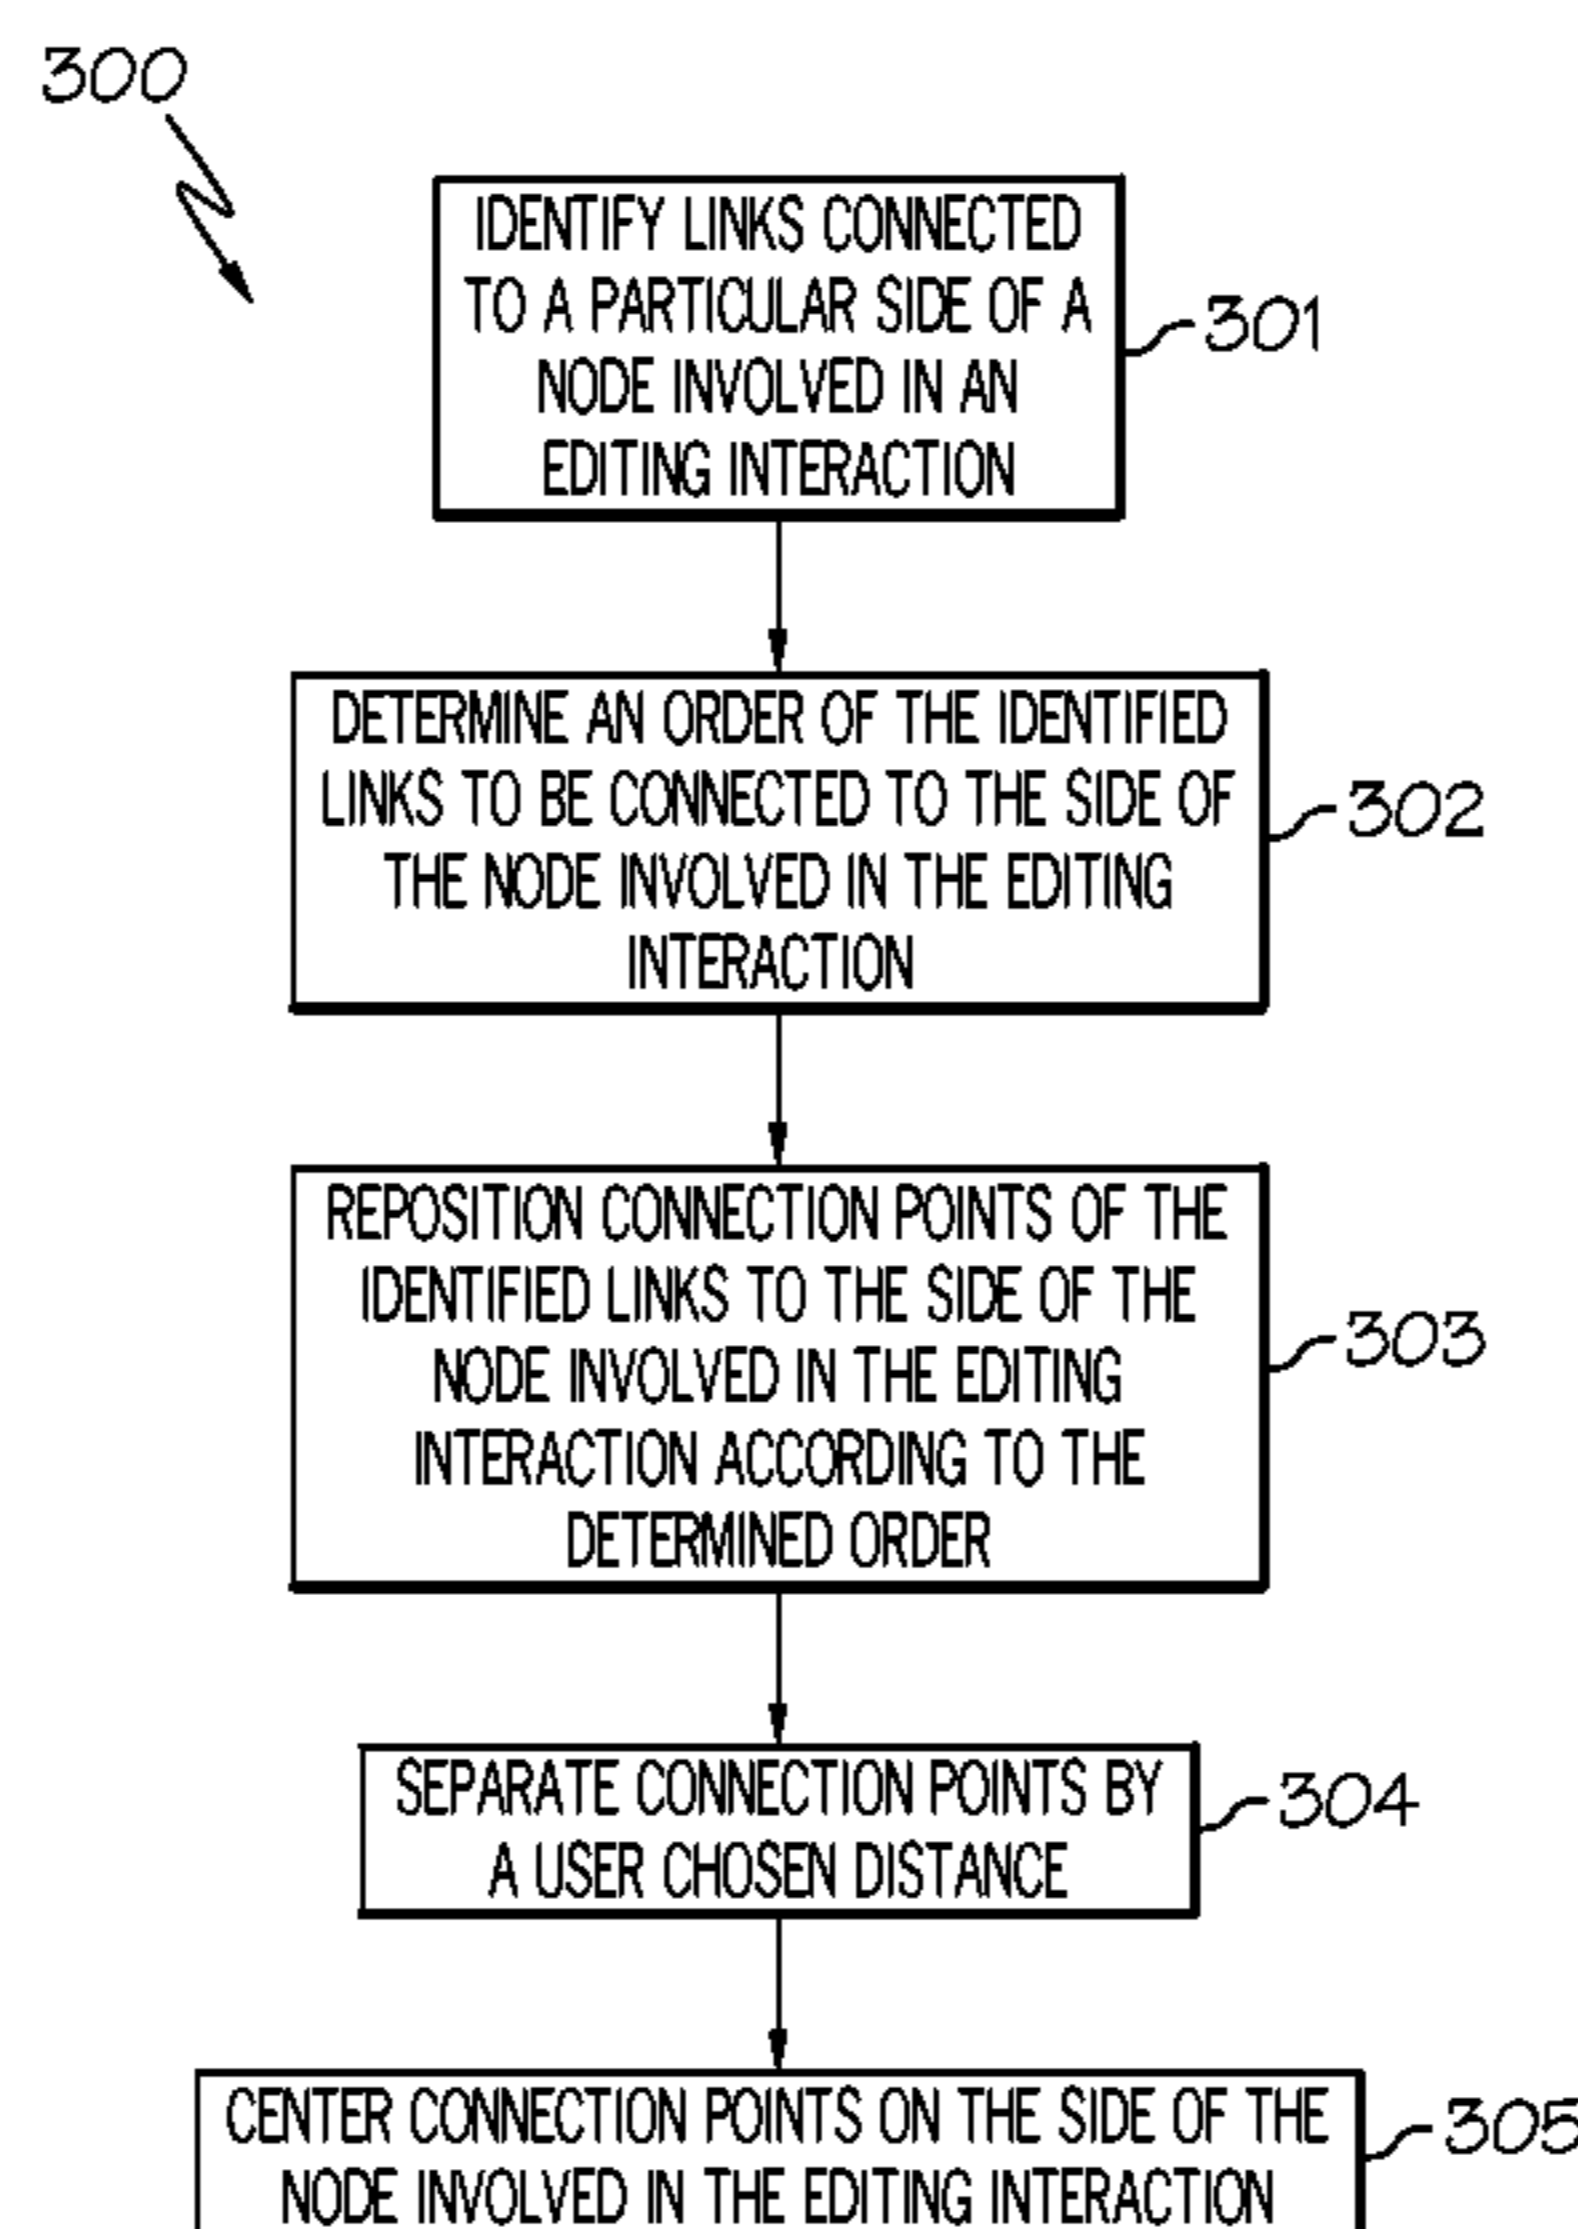 300
IDENTIFY LINKS CONNECTED
TO A PARTICULAR SIDE OF A
NODE INVOLVED IN AN
EDITING INTERACTION
301
DETERMINE AN ORDER OF THE IDENTIFIED
LINKS TO BE CONNECTED TO THE SIDE OF
THE NODE INVOLVED IN THE EDITING
INTERACTION
302
REPOSITION CONNECTION POINTS OF THE
IDENTIFIED LINKS TO THE SIDE OF THE
NODE INVOLVED IN THE EDITING
INTERACTION ACCORDING TO THE
DETERMINED ORDER
303
SEPARATE CONNECTION POINTS BY
A USER CHOSEN DISTANCE
304
CENTER CONNECTION POINTS ON THE SIDE OF THE
NODE INVOLVED IN THE EDITING INTERACTION
305